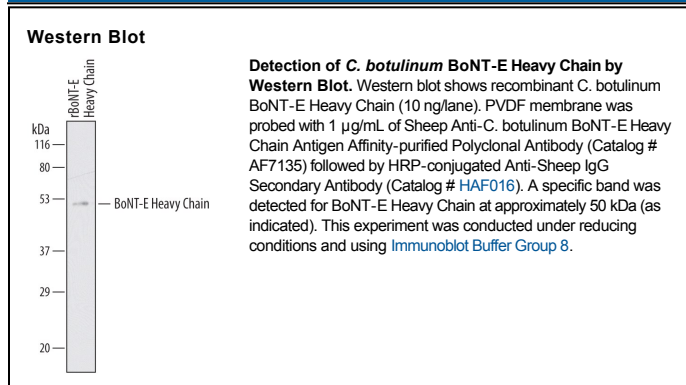 Western Blot
rBoNT-E
Heavy Chain
kDa
116
80
53
BoNT-E Heavy Chain
37
29
20
Detection of C. botulinum BoNT-E Heavy Chain by
Western Blot. Western blot shows recombinant C. botulinum
BoNT-E Heavy Chain (10 ng/lane). PVDF membrane was
probed with 1 µg/mL of Sheep Anti-C. botulinum BoNT-E Heavy
Chain Antigen Affinity-purified Polyclonal Antibody (Catalog #
AF7135) followed by HRP-conjugated Anti-Sheep IgG
Secondary Antibody (Catalog # HAF016). A specific band was
detected for BoNT-E Heavy Chain at approximately 50 kDa (as
indicated). This experiment was conducted under reducing
conditions and using Immunoblot Buffer Group 8.